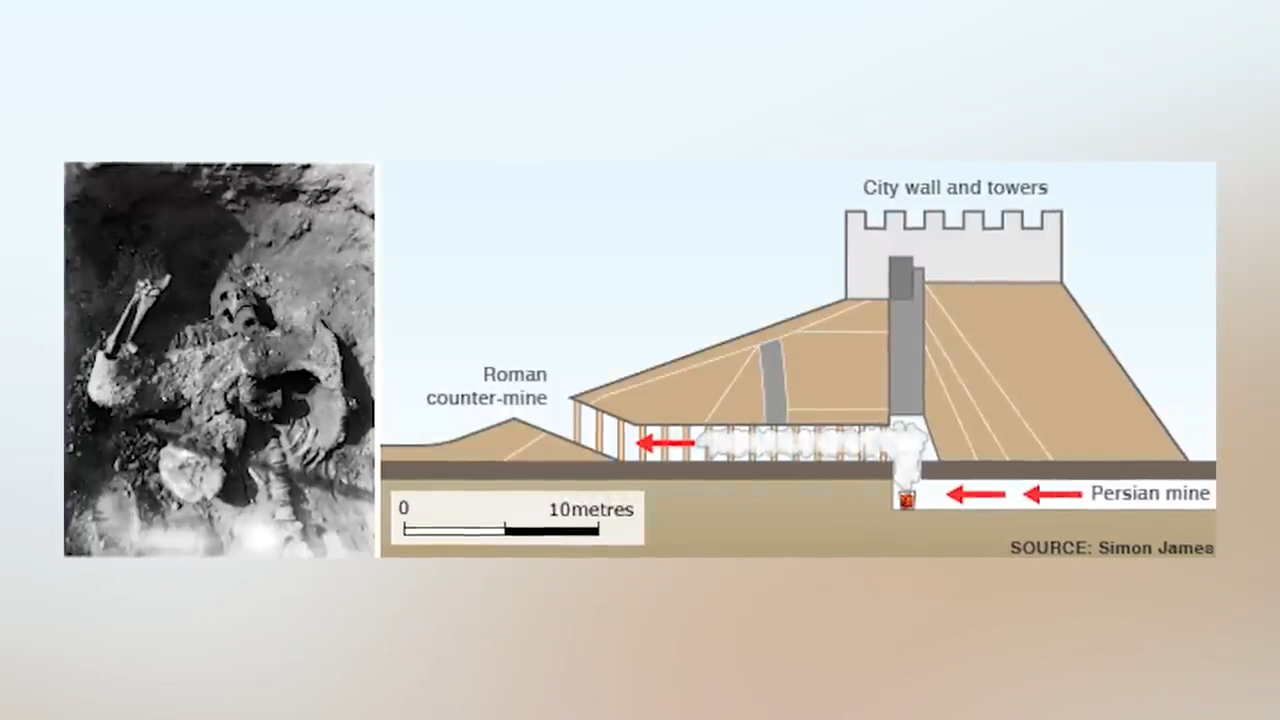 City wall and towers
Roman
counter-mine
0 10metres
Persian mine
SOURCE: Simon James